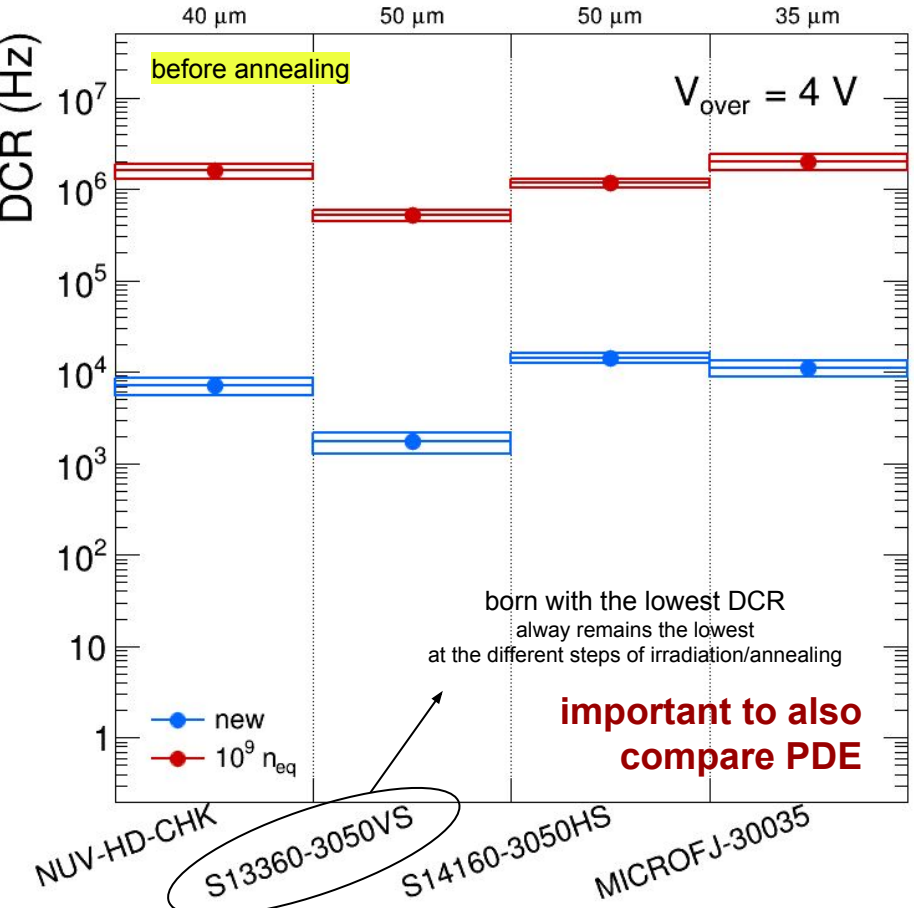 40 μm 50 μm 50 μm 35 μm
before annealing
V_over = 4 V
DCR (Hz)
10^7
10^6
10^5
10^4
10^3
10^2
10
1
born with the lowest DCR
alway remains the lowest
at the different steps of irradiation/annealing
important to also
compare PDE
new
10^9 n_eq
NUV-HD-CHK
S13360-3050VS
S14160-3050HS
MICROFJ-30035